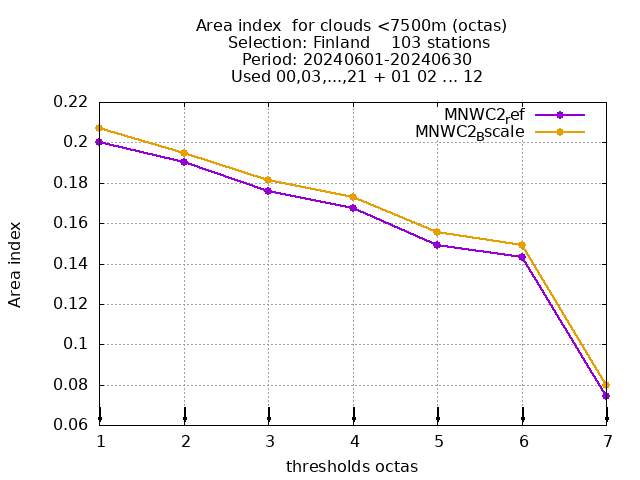 Area index  for clouds <7500m (octas)
Selection: Finland    103 stations
Period: 20240601-20240630
Used 00,03,...,21 + 01 02 ... 12
MNWC2ref
MNWC2Bscale
0.22
0.2
0.18
0.16
0.14
0.12
0.1
0.08
0.06
Area index
1 2 3 4 5 6 7
thresholds octas